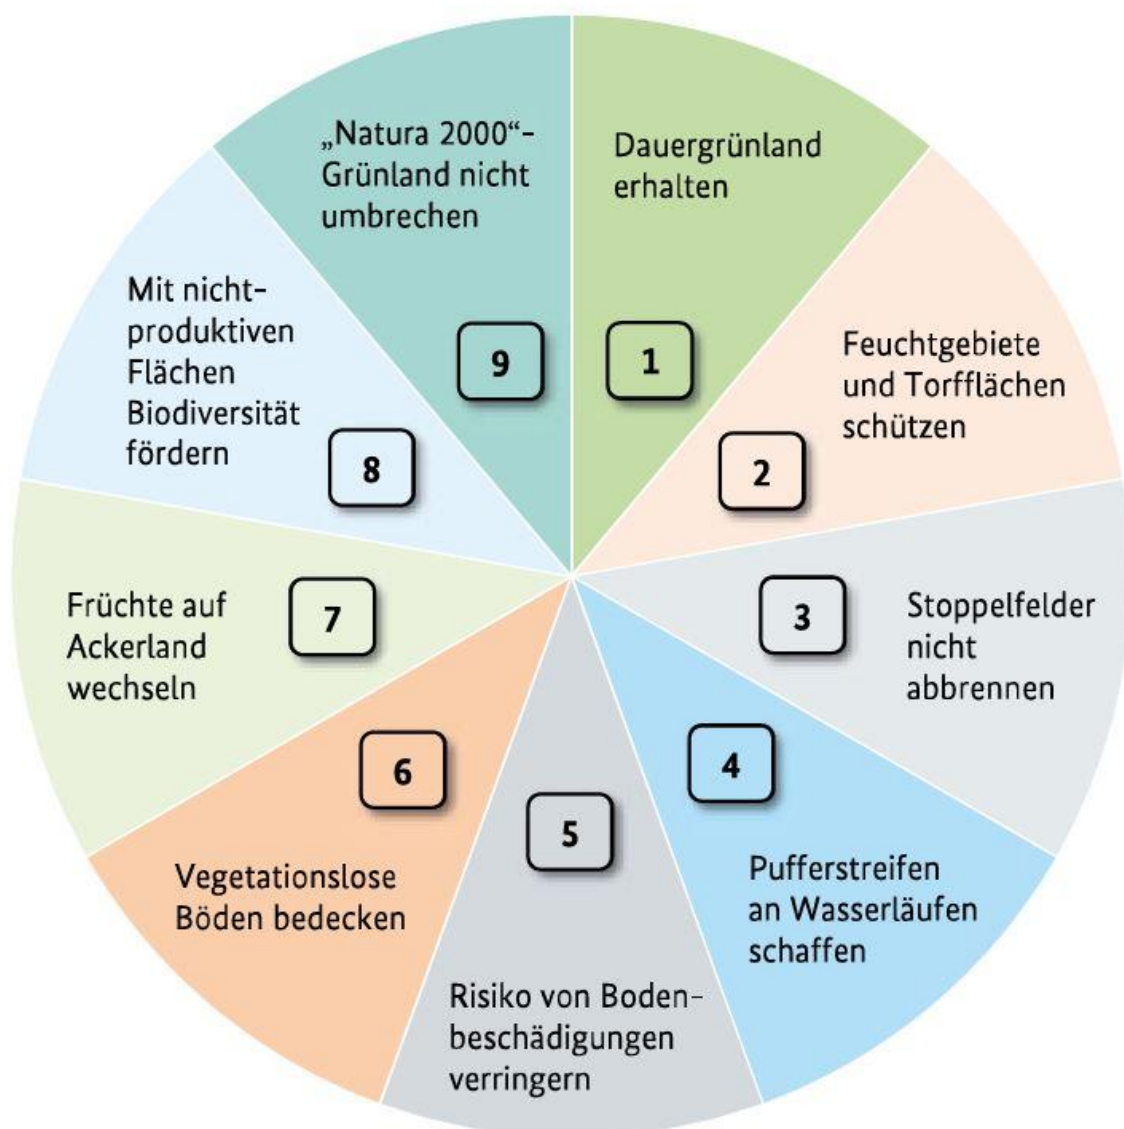 Dauergrünland
erhalten
1
Feuchtgebiete
und Torfflächen
schützen
2
Stoppelfelder
nicht
abbrennen
3
Pufferstreifen
an Wasserläufen
schaffen
4
Risiko von Boden-
beschädigungen
verringern
5
Vegetationslose
Böden bedecken
6
Früchte auf
Ackerland
wechseln
7
Mit nicht-
produktiven
Flächen
Biodiversität
fördern
8
„Natura 2000“-
Grünland nicht
umbrechen
9